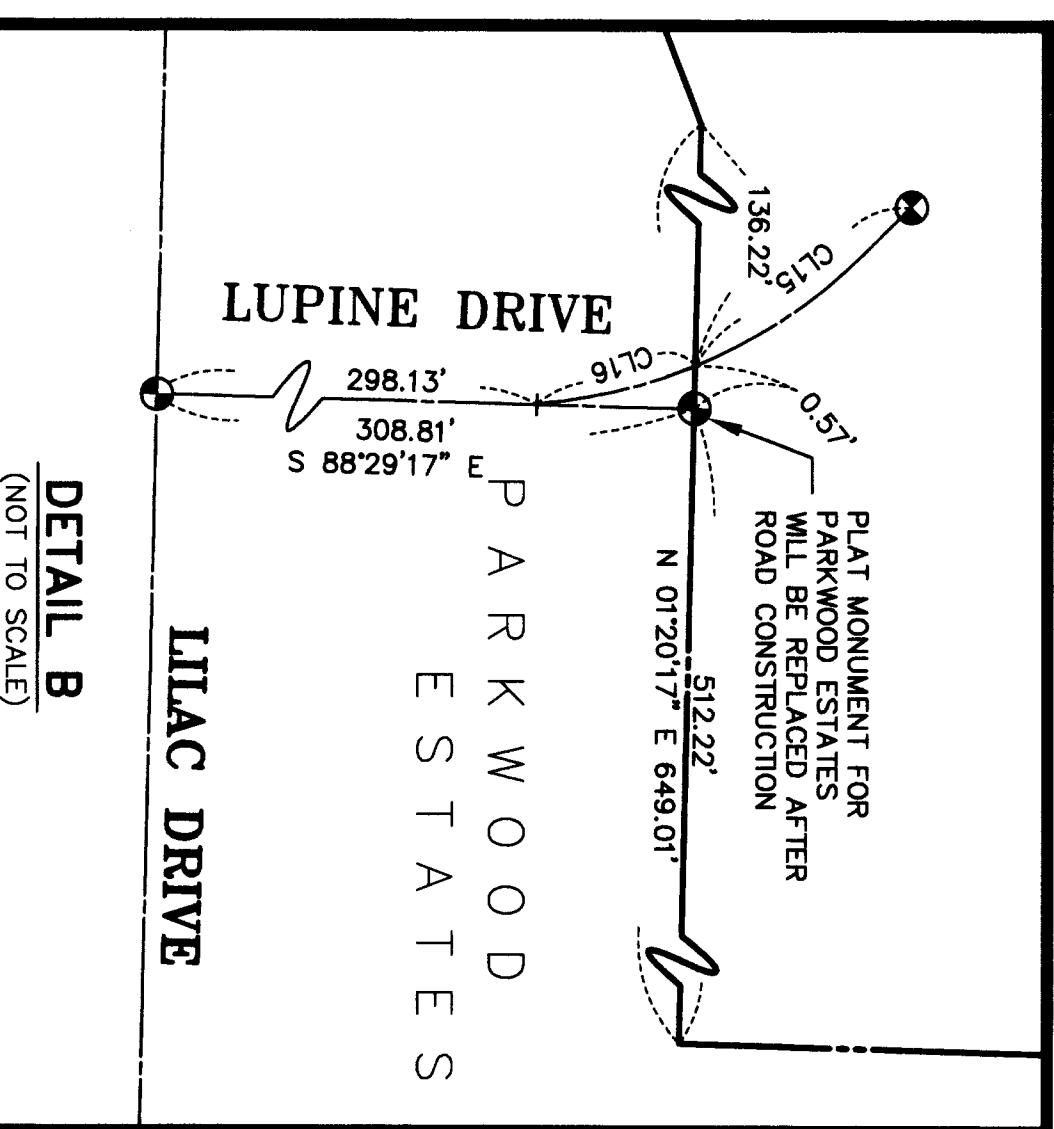 136.22'
CL15
LUPINE DRIVE
CL16
0.57'
298.13'
308.81'
S 88°29'17" E
PLAT MONUMENT FOR
PARKWOOD ESTATES
WILL BE REPLACED AFTER
ROAD CONSTRUCTION
512.22'
N 01°20'17" E 649.01'
PARKWOOD
ESTATES
LILAC DRIVE
DETAIL B
(NOT TO SCALE)